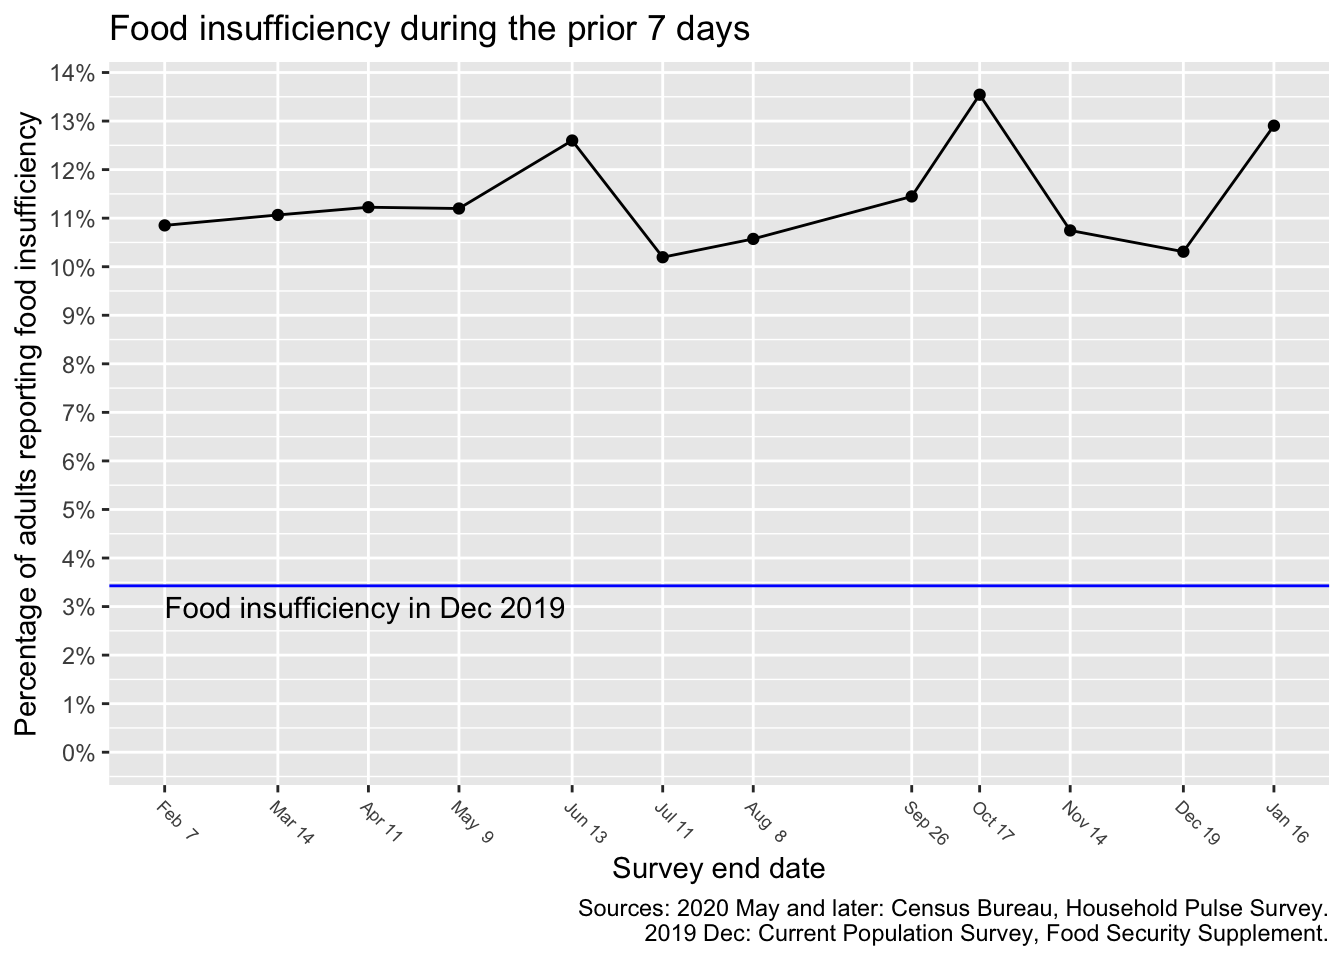 Food insufficiency during the prior 7 days
Percentage of adults reporting food insufficiency
14%
13%
12%
11%
10%
9%
8%
7%
6%
5%
4%
3%
2%
1%
0%
Food insufficiency in Dec 2019
Feb 7
Mar 14
Apr 11
May 9
Jun 13
Jul 11
Aug 8
Sep 26
Oct 17
Nov 14
Dec 19
Jan 16
Survey end date
Sources: 2020 May and later: Census Bureau, Household Pulse Survey.
2019 Dec: Current Population Survey, Food Security Supplement.